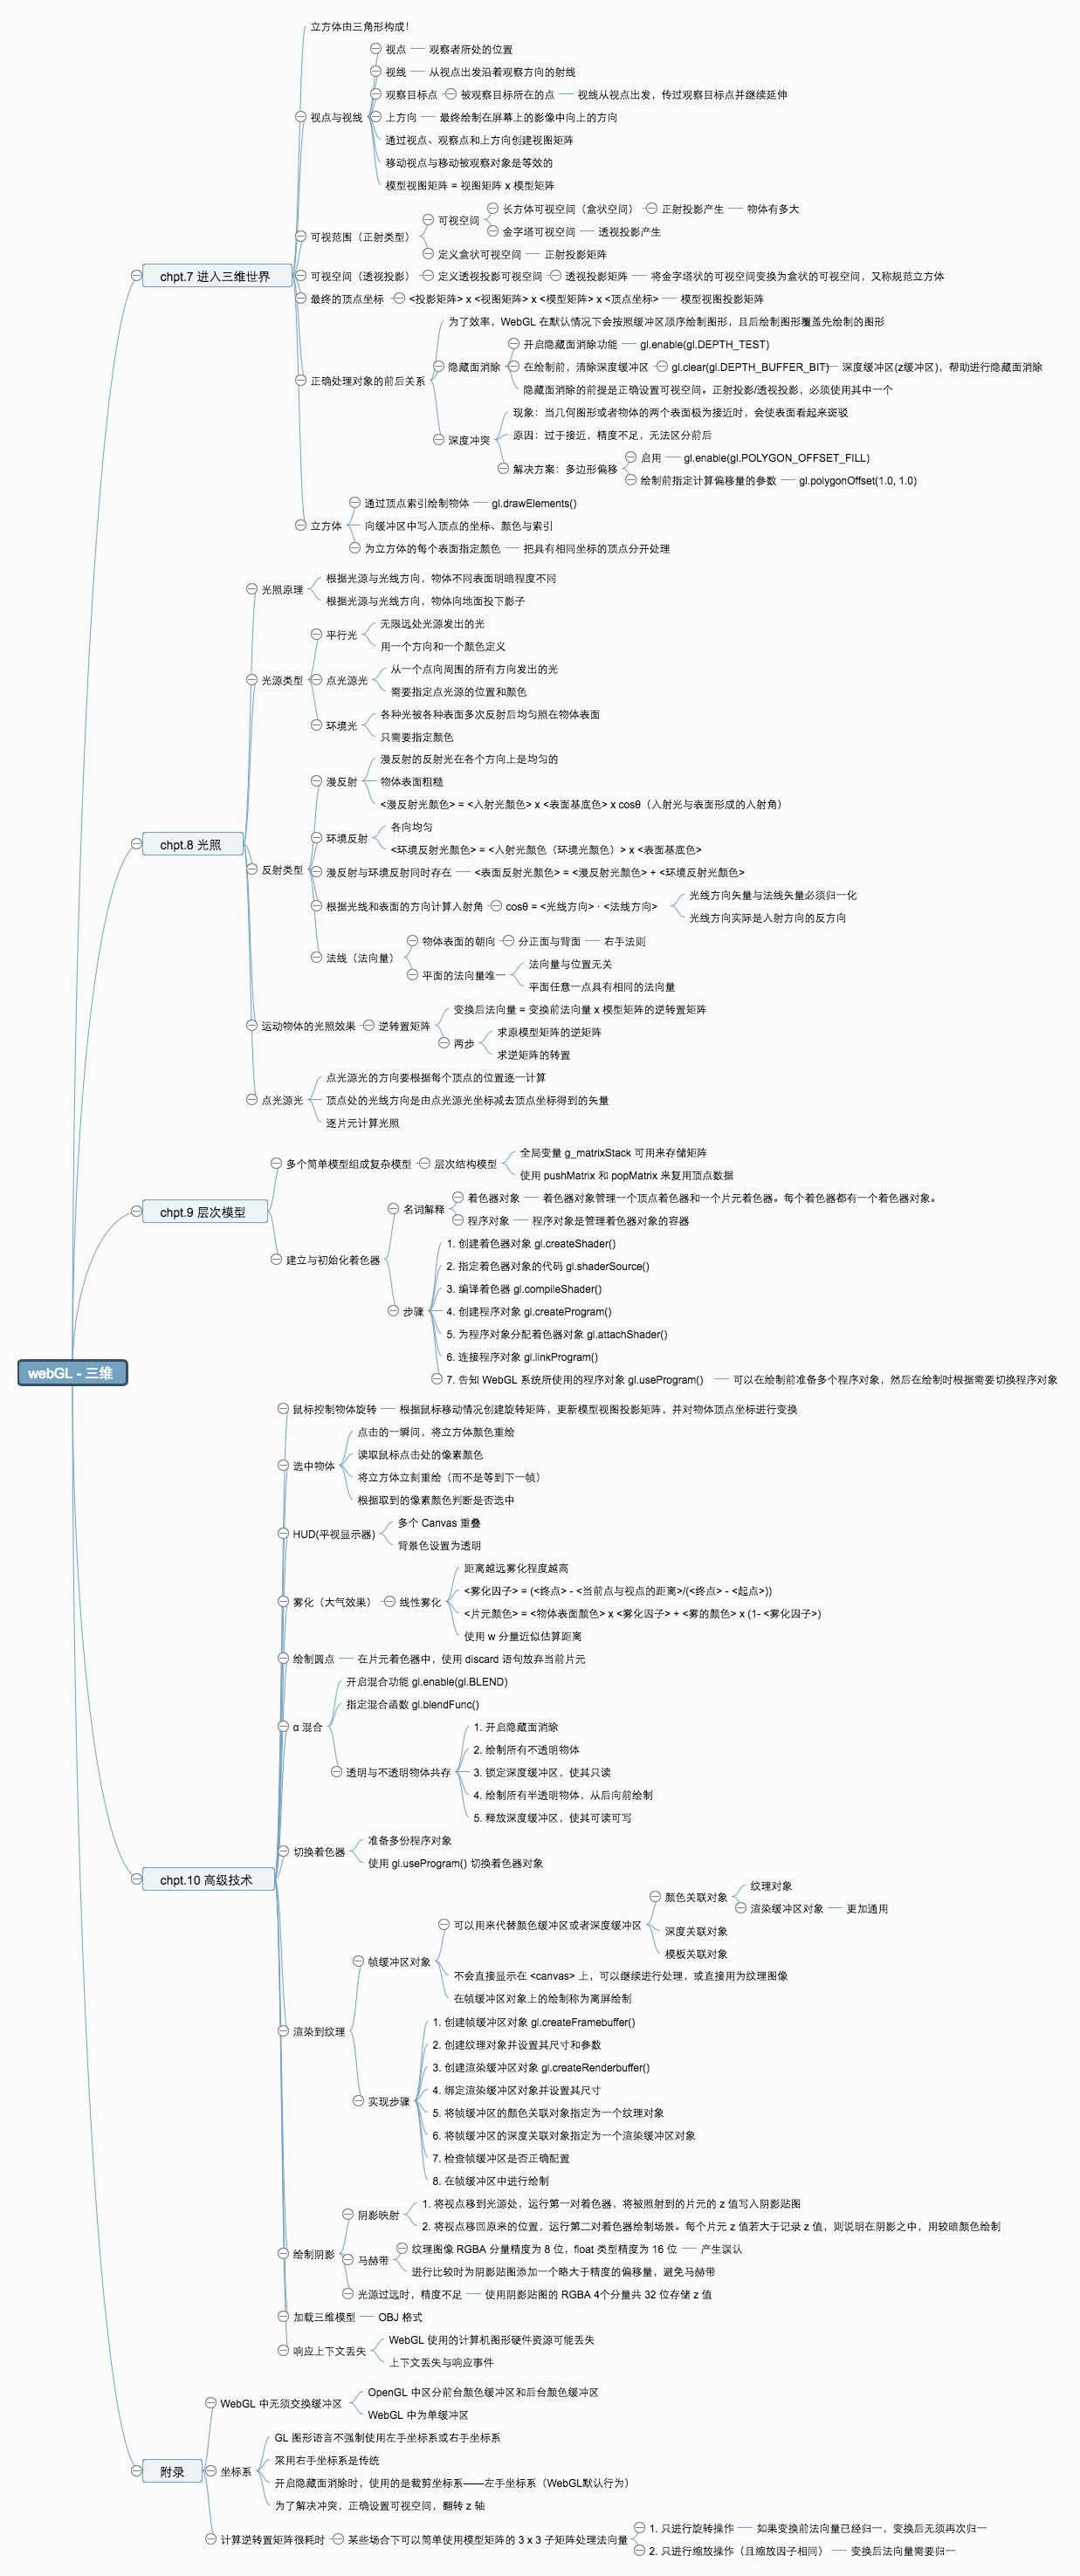 webGL - 三维
chpt.7 进入三维世界
立方体由三角形构成！
视点与视线
视点
观察者所处的位置
视线
从视点出发沿着观察方向的射线
观察目标点
被观察目标所在的点
视线从视点出发，传过观察目标点并继续延伸
上方向
最终绘制在屏幕上的影像中向上的方向
通过视点、观察点和上方向创建视图矩阵
移动视点与移动被观察对象是等效的
模型视图矩阵 = 视图矩阵 x 模型矩阵
可视范围（正射类型）
可视空间
长方体可视空间（盒状空间）
正射投影产生
物体有多大
金字塔可视空间
透视投影产生
定义盒状可视空间
正射投影矩阵
可视空间（透视投影）
定义透视投影可视空间
透视投影矩阵
将金字塔状的可视空间变换为盒状的可视空间，又称规范立方体
最终的顶点坐标
<投影矩阵> x <视图矩阵> x <模型矩阵> x <顶点坐标>
模型视图投影矩阵
正确处理对象的前后关系
为了效率，WebGL 在默认情况下会按照缓冲区顺序绘制图形，且后绘制图形覆盖先绘制的图形
隐藏面消除
开启隐藏面消除功能
gl.enable(gl.DEPTH_TEST)
在绘制前，清除深度缓冲区
gl.clear(gl.DEPTH_BUFFER_BIT)
深度缓冲区(z缓冲区)，帮助进行隐藏面消除
隐藏面消除的前提是正确设置可视空间。正射投影/透视投影，必须使用其中一个
深度冲突
现象：当几何图形或者物体的两个表面极为接近时，会使表面看起来斑驳
原因：过于接近，精度不足，无法区分前后
解决方案：多边形偏移
启用
gl.enable(gl.POLYGON_OFFSET_FILL)
绘制前指定计算偏移量的参数
gl.polygonOffset(1.0, 1.0)
立方体
通过顶点索引绘制物体
gl.drawElements()
向缓冲区中写入顶点的坐标、颜色与索引
为立方体的每个表面指定颜色
把具有相同坐标的顶点分开处理
chpt.8 光照
光照原理
根据光源与光线方向，物体不同表面明暗程度不同
根据光源与光线方向，物体向地面投下影子
光源类型
平行光
无限远处光源发出的光
用一个方向和一个颜色定义
点光源光
从一个点向周围的所有方向发出的光
需要指定点光源的位置和颜色
环境光
各种光被各种表面多次反射后均匀照在物体表面
只需要指定颜色
反射类型
漫反射
漫反射的反射光在各个方向上是均匀的
物体表面粗糙
<漫反射光颜色> = <入射光颜色> x <表面基底色> x cosθ（入射光与表面形成的入射角）
环境反射
各向均匀
<环境反射光颜色> = <入射光颜色（环境光颜色）> x <表面基底色>
漫反射与环境反射同时存在
<表面反射光颜色> = <漫反射光颜色> + <环境反射光颜色>
根据光线和表面的方向计算入射角
cosθ = <光线方向> · <法线方向>
光线方向矢量与法线矢量必须归一化
光线方向实际是入射方向的反方向
法线（法向量）
物体表面的朝向
分正面与背面
右手法则
平面的法向量唯一
法向量与位置无关
平面任意一点具有相同的法向量
运动物体的光照效果
逆转置矩阵
变换后法向量 = 变换前法向量 x 模型矩阵的逆转置矩阵
两步
求原模型矩阵的逆矩阵
求逆矩阵的转置
点光源光
点光源光的方向要根据每个顶点的位置逐一计算
顶点处的光线方向是由点光源光坐标减去顶点坐标得到的矢量
逐片元计算光照
chpt.9 层次模型
多个简单模型组成复杂模型
层次结构模型
全局变量 g_matrixStack 可用来存储矩阵
使用 pushMatrix 和 popMatrix 来复用顶点数据
建立与初始化着色器
名词解释
着色器对象
着色器对象管理一个顶点着色器和一个片元着色器。每个着色器都有一个着色器对象。
程序对象
程序对象是管理着色器对象的容器
步骤
1. 创建着色器对象 gl.createShader()
2. 指定着色器对象的代码 gl.shaderSource()
3. 编译着色器 gl.compileShader()
4. 创建程序对象 gl.createProgram()
5. 为程序对象分配着色器对象 gl.attachShader()
6. 连接程序对象 gl.linkProgram()
7. 告知 WebGL 系统所使用的程序对象 gl.useProgram()
可以在绘制前准备多个程序对象，然后在绘制时根据需要切换程序对象
chpt.10 高级技术
鼠标控制物体旋转
根据鼠标移动情况创建旋转矩阵，更新模型视图投影矩阵，并对物体顶点坐标进行变换
选中物体
点击的一瞬间，将立方体颜色重绘
读取鼠标点击处的像素颜色
将立方体立刻重绘（而不是等到下一帧）
根据取到的像素颜色判断是否选中
HUD(平视显示器)
多个 Canvas 重叠
背景色设置为透明
雾化（大气效果）
线性雾化
距离越远雾化程度越高
<雾化因子> = (<终点> - <当前点与视点的距离>/(<终点> - <起点>))
<片元颜色> = <物体表面颜色> x <雾化因子> + <雾的颜色> x (1- <雾化因子>)
使用 w 分量近似估算距离
绘制圆点
在片元着色器中，使用 discard 语句放弃当前片元
α 混合
开启混合功能 gl.enable(gl.BLEND)
指定混合函数 gl.blendFunc()
透明与不透明物体共存
1. 开启隐藏面消除
2. 绘制所有不透明物体
3. 锁定深度缓冲区，使其只读
4. 绘制所有半透明物体，从后向前绘制
5. 释放深度缓冲区，使其可读可写
切换着色器
准备多份程序对象
使用 gl.useProgram() 切换着色器对象
渲染到纹理
帧缓冲区对象
可以用来代替颜色缓冲区或者深度缓冲区
颜色关联对象
纹理对象
渲染缓冲区对象
更加通用
深度关联对象
模板关联对象
不会直接显示在 <canvas> 上，可以继续进行处理，或直接用为纹理图像
在帧缓冲区对象上的绘制称为离屏绘制
实现步骤
1. 创建帧缓冲区对象 gl.createFramebuffer()
2. 创建纹理对象并设置其尺寸和参数
3. 创建渲染缓冲区对象 gl.createRenderbuffer()
4. 绑定渲染缓冲区对象并设置其尺寸
5. 将帧缓冲区的颜色关联对象指定为一个纹理对象
6. 将帧缓冲区的深度关联对象指定为一个渲染缓冲区对象
7. 检查帧缓冲区是否正确配置
8. 在帧缓冲区中进行绘制
绘制阴影
阴影映射
1. 将视点移到光源处，运行第一对着色器，将被照射到的片元的 z 值写入阴影贴图
2. 将视点移回原来的位置，运行第二对着色器绘制场景。每个片元 z 值若大于记录 z 值，则说明在阴影之中，用较暗颜色绘制
马赫带
纹理图像 RGBA 分量精度为 8 位，float 类型精度为 16 位
产生误认
进行比较时为阴影贴图添加一个略大于精度的偏移量，避免马赫带
光源过远时，精度不足
使用阴影贴图的 RGBA 4个分量共 32 位存储 z 值
加载三维模型
OBJ 格式
响应上下文丢失
WebGL 使用的计算机图形硬件资源可能丢失
上下文丢失与响应事件
附录
WebGL 中无须交换缓冲区
OpenGL 中区分前台颜色缓冲区和后台颜色缓冲区
WebGL 中为单缓冲区
坐标系
GL 图形语言不强制使用左手坐标系或右手坐标系
采用右手坐标系是传统
开启隐藏面消除时，使用的是裁剪坐标系——左手坐标系（WebGL默认行为）
为了解决冲突，正确设置可视空间，翻转 z 轴
计算逆转置矩阵很耗时
某些场合下可以简单使用模型矩阵的 3 x 3 子矩阵处理法向量
1. 只进行旋转操作
如果变换前法向量已经归一，变换后无须再次归一
2. 只进行缩放操作（且缩放因子相同）
变换后法向量需要归一